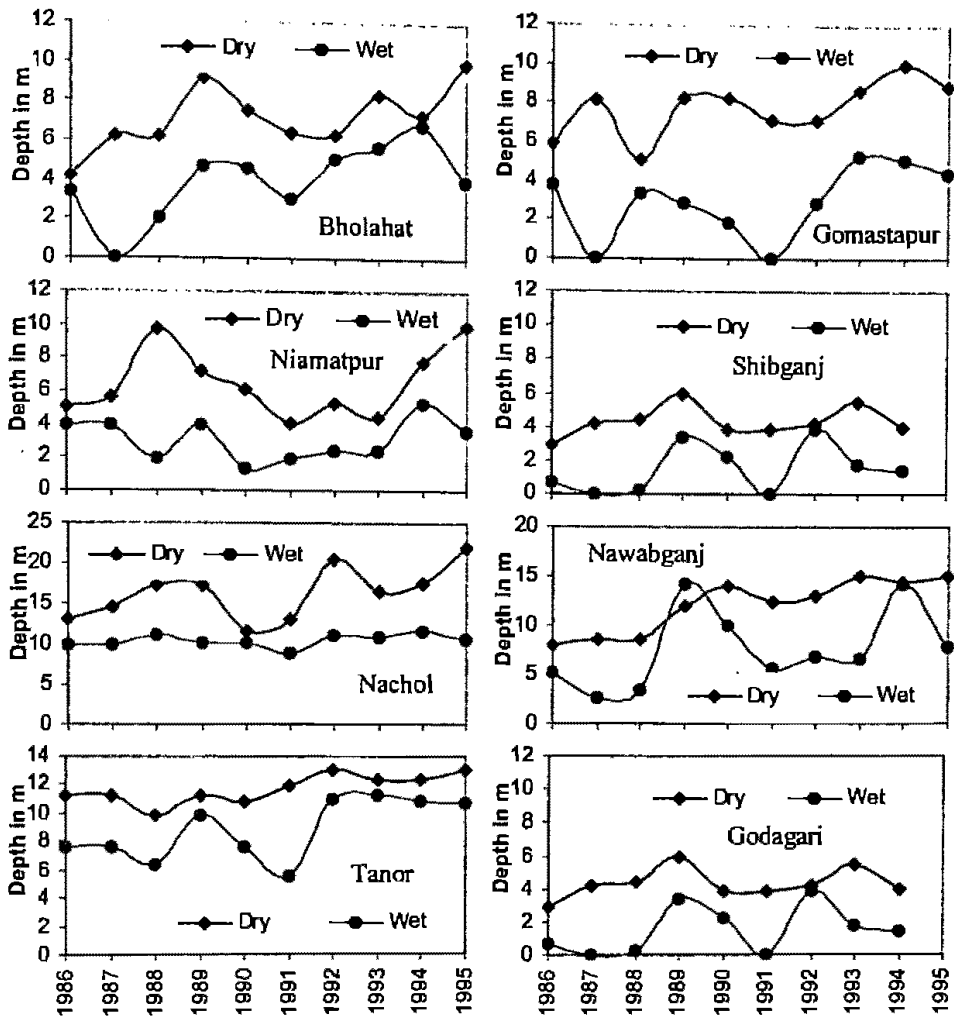 Depth in m
12
10
8
6
4
2
0
Dry
Wet
Bholahat
Depth in m
12
10
8
6
4
2
0
Dry
Wet
Gomastapur
Depth in m
12
10
8
6
4
2
0
Dry
Wet
Niamatpur
Depth in m
12
10
8
6
4
2
0
Dry
Wet
Shibganj
Depth in m
25
20
15
10
5
0
Dry
Wet
Nachol
Depth in m
20
15
10
5
0
Nawabganj
Dry
Wet
Depth in m
14
12
10
8
6
4
2
0
Tanor
Dry
Wet
1986
1987
1988
1989
1990
1991
1992
1993
1994
1995
Depth in m
12
10
8
6
4
2
0
Dry
Wet
Godagari
1986
1987
1988
1989
1990
1991
1992
1993
1994
1995